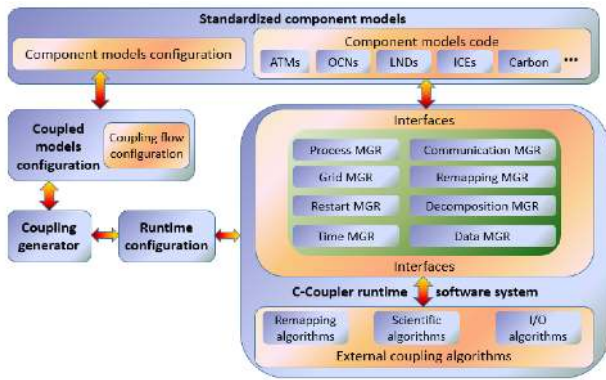 Standardized component models
Component models configuration
Component models code
ATMs
OCNs
LNDs
ICEs
Carbon
•••
Coupled models
configuration
Coupling flow
configuration
Coupling
generator
Runtime
configuration
Interfaces
Process MGR
Communication MGR
Grid MGR
Remapping MGR
Restart MGR
Decomposition MGR
Time MGR
Data MGR
Interfaces
C-Coupler runtime software system
Remapping
algorithms
Scientific
algorithms
I/O
algorithms
External coupling algorithms